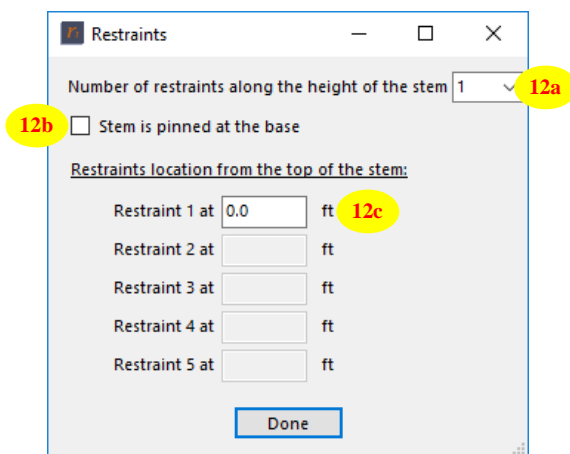 Restraints
Number of restraints along the height of the stem 1 12a
12b Stem is pinned at the base
Restraints location from the top of the stem:
Restraint 1 at 0.0 ft 12c
Restraint 2 at ft
Restraint 3 at ft
Restraint 4 at ft
Restraint 5 at ft
Done